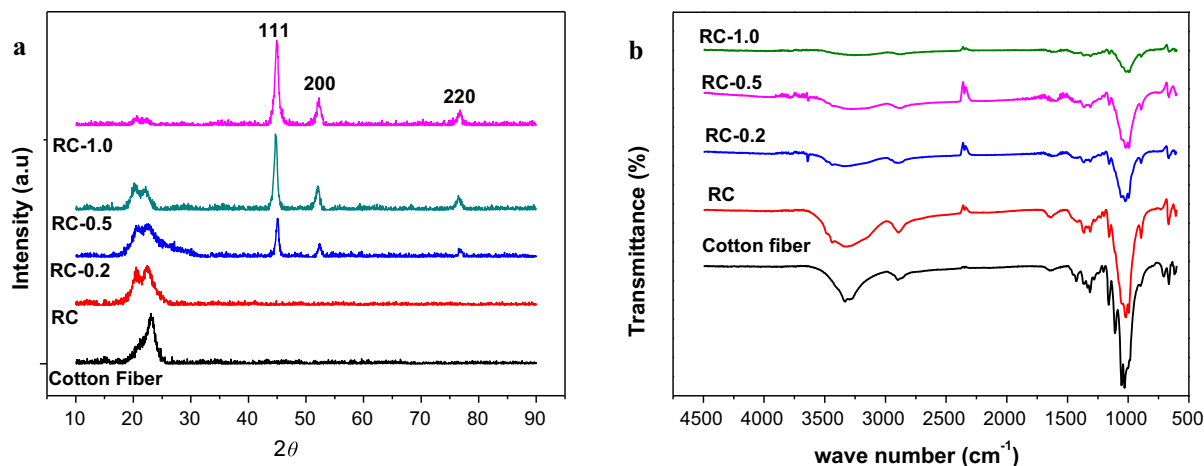 a
111
200
220
RC-1.0
RC-0.5
RC-0.2
RC
Cotton Fiber
Intensity (a.u)
10 20 30 40 50 60 70 80 90
2θ
b
RC-1.0
RC-0.5
RC-0.2
RC
Cotton fiber
Transmittance (%)
4500 4000 3500 3000 2500 2000 1500 1000 500
wave number (cm⁻¹)